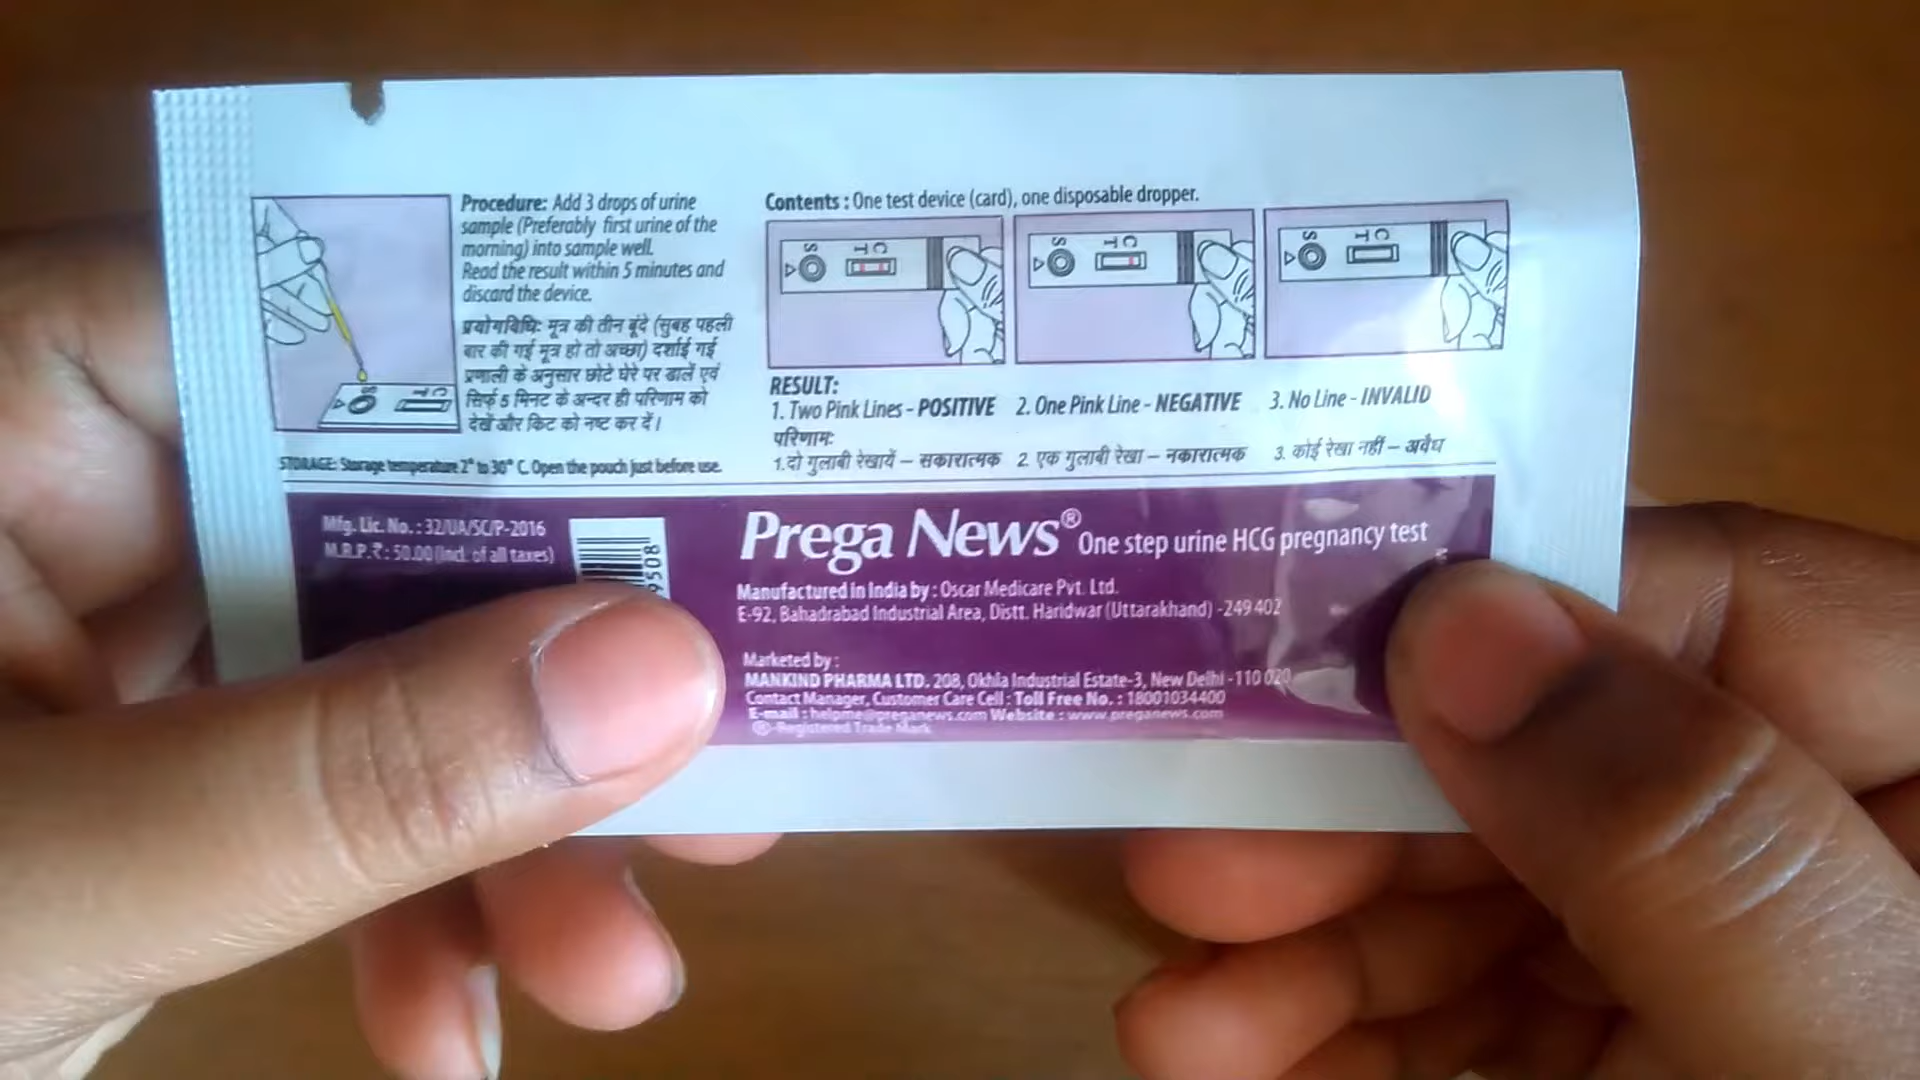 Procedure: Add 3 drops of urine
sample (Preferably first urine of the
morning) into sample well.
Read the result within 5 minutes and
discard the device.
प्रयोगविधि: मूत्र की तीन बूंदे (सुबह पहली
बार की गई मूत्र हो तो अच्छा) दर्शाई गई
प्रणाली के अनुसार छोटे घेरे पर डालें एवं
सिर्फ 5 मिनट के अन्दर ही परिणाम को
देखें और किट को नष्ट कर दें।
STORAGE: Storage temperature 2° to 30° C. Open the pouch just before use.
Contents : One test device (card), one disposable dropper.
S T C
S T C
S T C
S T C
RESULT:
1. Two Pink Lines - POSITIVE 2. One Pink Line - NEGATIVE 3. No Line - INVALID
परिणाम:
1. दो गुलाबी रेखायें – सकारात्मक 2. एक गुलाबी रेखा – नकारात्मक 3. कोई रेखा नहीं – अवैध
Mfg. Lic. No. : 32/UA/SC/P-2016
M.R.P. ₹ : 50.00 (Incl. of all taxes)
Prega News® One step urine HCG pregnancy test
Manufactured in India by : Oscar Medicare Pvt. Ltd.
E-92, Bahadrabad Industrial Area, Distt. Haridwar (Uttarakhand) -249 402
Marketed by :
MANKIND PHARMA LTD. 208, Okhla Industrial Estate-3, New Delhi -110 020
Contact Manager, Customer Care Cell : Toll Free No. : 18001034400
E-mail : helpme@preganews.com Website : www.preganews.com
®-Registered Trade Mark